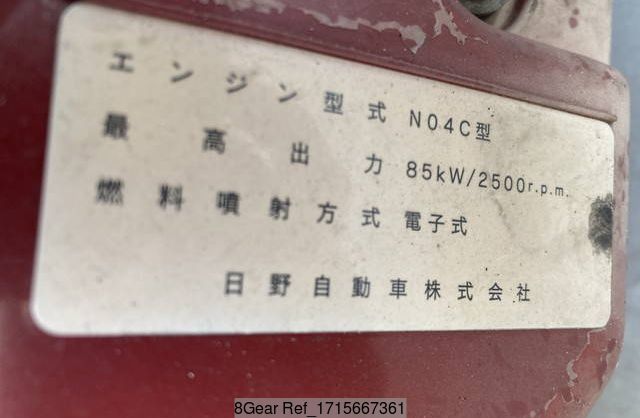 エンジン型式 N04C型
最高出力 85kW/2500r.p.m.
燃料噴射方式 電子式
日野自動車株式会社
8Gear Ref_1715667361